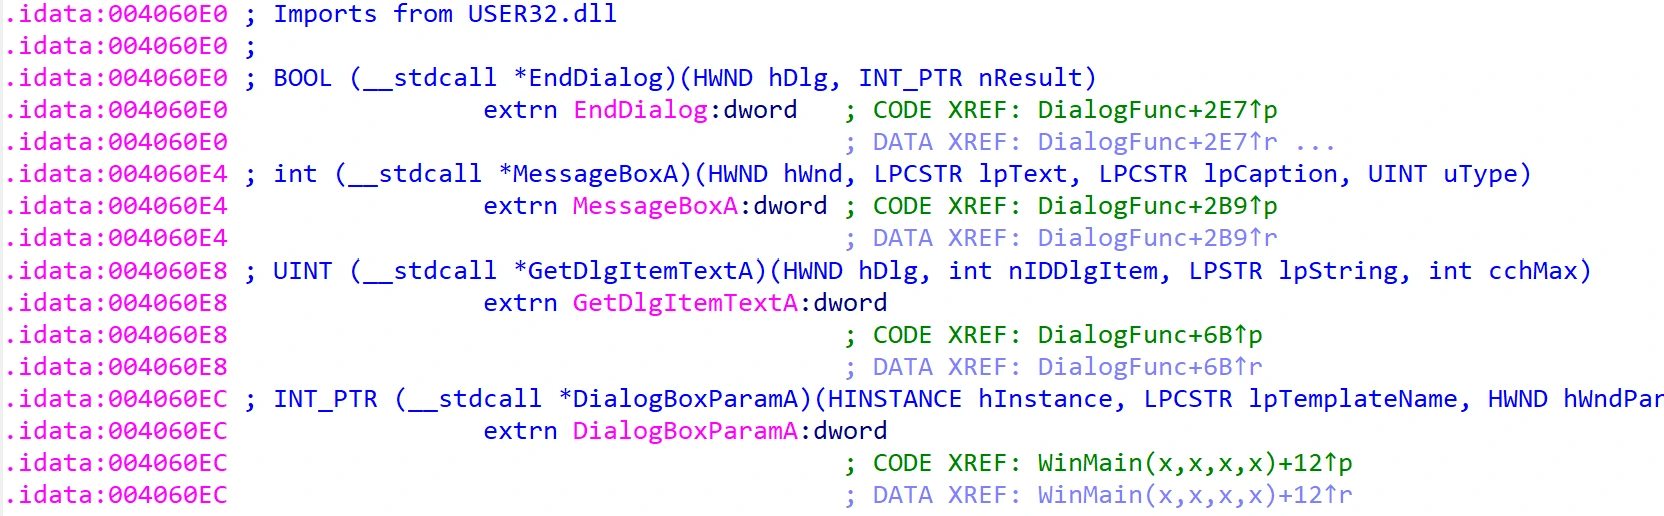 .idata:004060E0 ; Imports from USER32.dll
.idata:004060E0 ;
.idata:004060E0 ; BOOL (__stdcall *EndDialog)(HWND hDlg, INT_PTR nResult)
.idata:004060E0                 extrn EndDialog:dword   ; CODE XREF: DialogFunc+2E7↑p
.idata:004060E0                                         ; DATA XREF: DialogFunc+2E7↑r ...
.idata:004060E4 ; int (__stdcall *MessageBoxA)(HWND hWnd, LPCSTR lpText, LPCSTR lpCaption, UINT uType)
.idata:004060E4                 extrn MessageBoxA:dword ; CODE XREF: DialogFunc+2B9↑p
.idata:004060E4                                         ; DATA XREF: DialogFunc+2B9↑r
.idata:004060E8 ; UINT (__stdcall *GetDlgItemTextA)(HWND hDlg, int nIDDlgItem, LPSTR lpString, int cchMax)
.idata:004060E8                 extrn GetDlgItemTextA:dword
.idata:004060E8                                         ; CODE XREF: DialogFunc+6B↑p
.idata:004060E8                                         ; DATA XREF: DialogFunc+6B↑r
.idata:004060EC ; INT_PTR (__stdcall *DialogBoxParamA)(HINSTANCE hInstance, LPCSTR lpTemplateName, HWND hWndPar
.idata:004060EC                 extrn DialogBoxParamA:dword
.idata:004060EC                                         ; CODE XREF: WinMain(x,x,x,x)+12↑p
.idata:004060EC                                         ; DATA XREF: WinMain(x,x,x,x)+12↑r